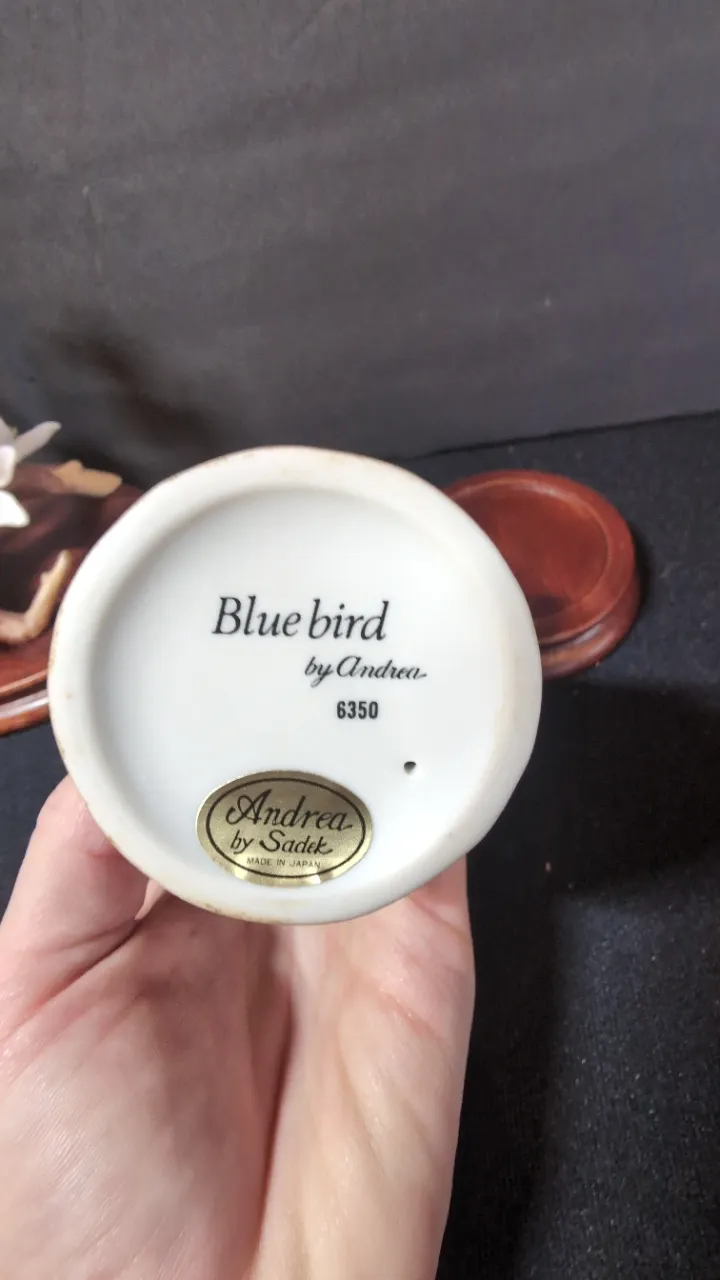 Blue bird
by Andrea
6350
Andrea
by Sadek
MADE IN JAPAN